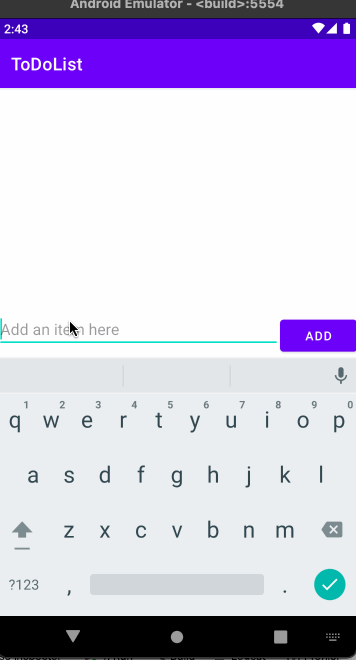 Android Emulator - <build>:5554
2:43
ToDoList
Add an item here
ADD
1 2 3 4 5 6 7 8 9 0
q w e r t y u i o p
a s d f g h j k l
z x c v b n m
?123 , .